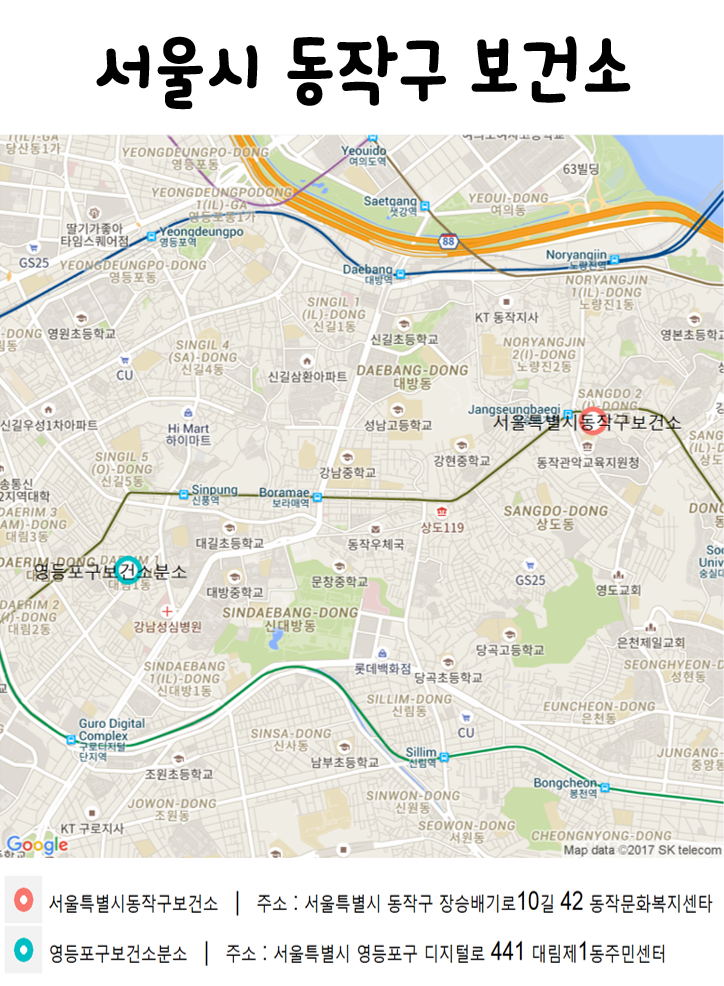 서울시 동작구 보건소
1(IL)-GA
당산동1가
YEONGDEUNGPO-DONG
영등포동
Yeouido
여의도역
63빌딩
YEONGDEUNGPODONG
1(IL)-GA
영등포동1가
Saetgang
샛강역
YEOUI-DONG
여의동
딸기가좋아
타임스퀘어점
Yeongdeungpo
영등포역
88
GS25
YEONGDEUNGPO-DONG
영등포동
Daebang
대방역
Noryangjin
노량진역
NORYANGJIN
1(IL)-DONG
노량진1동
SINGIL 1
(IL)-DONG
신길1동
KT 동작지사
영원초등학교
신길초등학교
영본초등학교
SINGIL 4
(SA)-DONG
신길4동
NORYANGJIN
2(I)-DONG
노량진2동
CU
신길삼환아파트
DAEBANG-DONG
대방동
SANGDO 2
(I)-DONG
신길우성1차아파트
Hi Mart
하이마트
성남고등학교
Jangseungbaegi
서울특별시동작구보건소
SINGIL 5
(O)-DONG
신길5동
강남중학교
강현중학교
동작관악교육지원청
송통신
2지역대학
Sinpung
신풍역
Boramae
보라매역
DAERIM 3
(SAM)-DONG
대림3동
상도119
SANGDO-DONG
상도동
대길초등학교
동작우체국
영등포구보건소분소
DAERIM 2
(I)-DONG
대림2동
대방중학교
문창중학교
GS25
영도교회
강남성심병원
SINDAEBANG-DONG
신대방동
은천제일교회
당곡고등학교
SINDAEBANG
1(IL)-DONG
신대방1동
롯데백화점
당곡초등학교
SEONGHYEON-D
성현동
SILLIM-DONG
신림동
EUNCHEON-DONG
은천동
Guro Digital
Complex
구로디지털
단지역
SINSA-DONG
신사동
CU
Sillim
신림역
JUNGANG-
중앙동
조원초등학교
남부초등학교
Bongcheon
봉천역
JOWON-DONG
조원동
SINWON-DONG
신원동
KT 구로지사
SEOWON-DONG
서원동
CHEONGNYONG-DONG
Google
Map data ©2017 SK telecom
서울특별시동작구보건소 | 주소 : 서울특별시 동작구 장승배기로10길 42 동작문화복지센타
영등포구보건소분소 | 주소 : 서울특별시 영등포구 디지털로 441 대림제1동주민센터